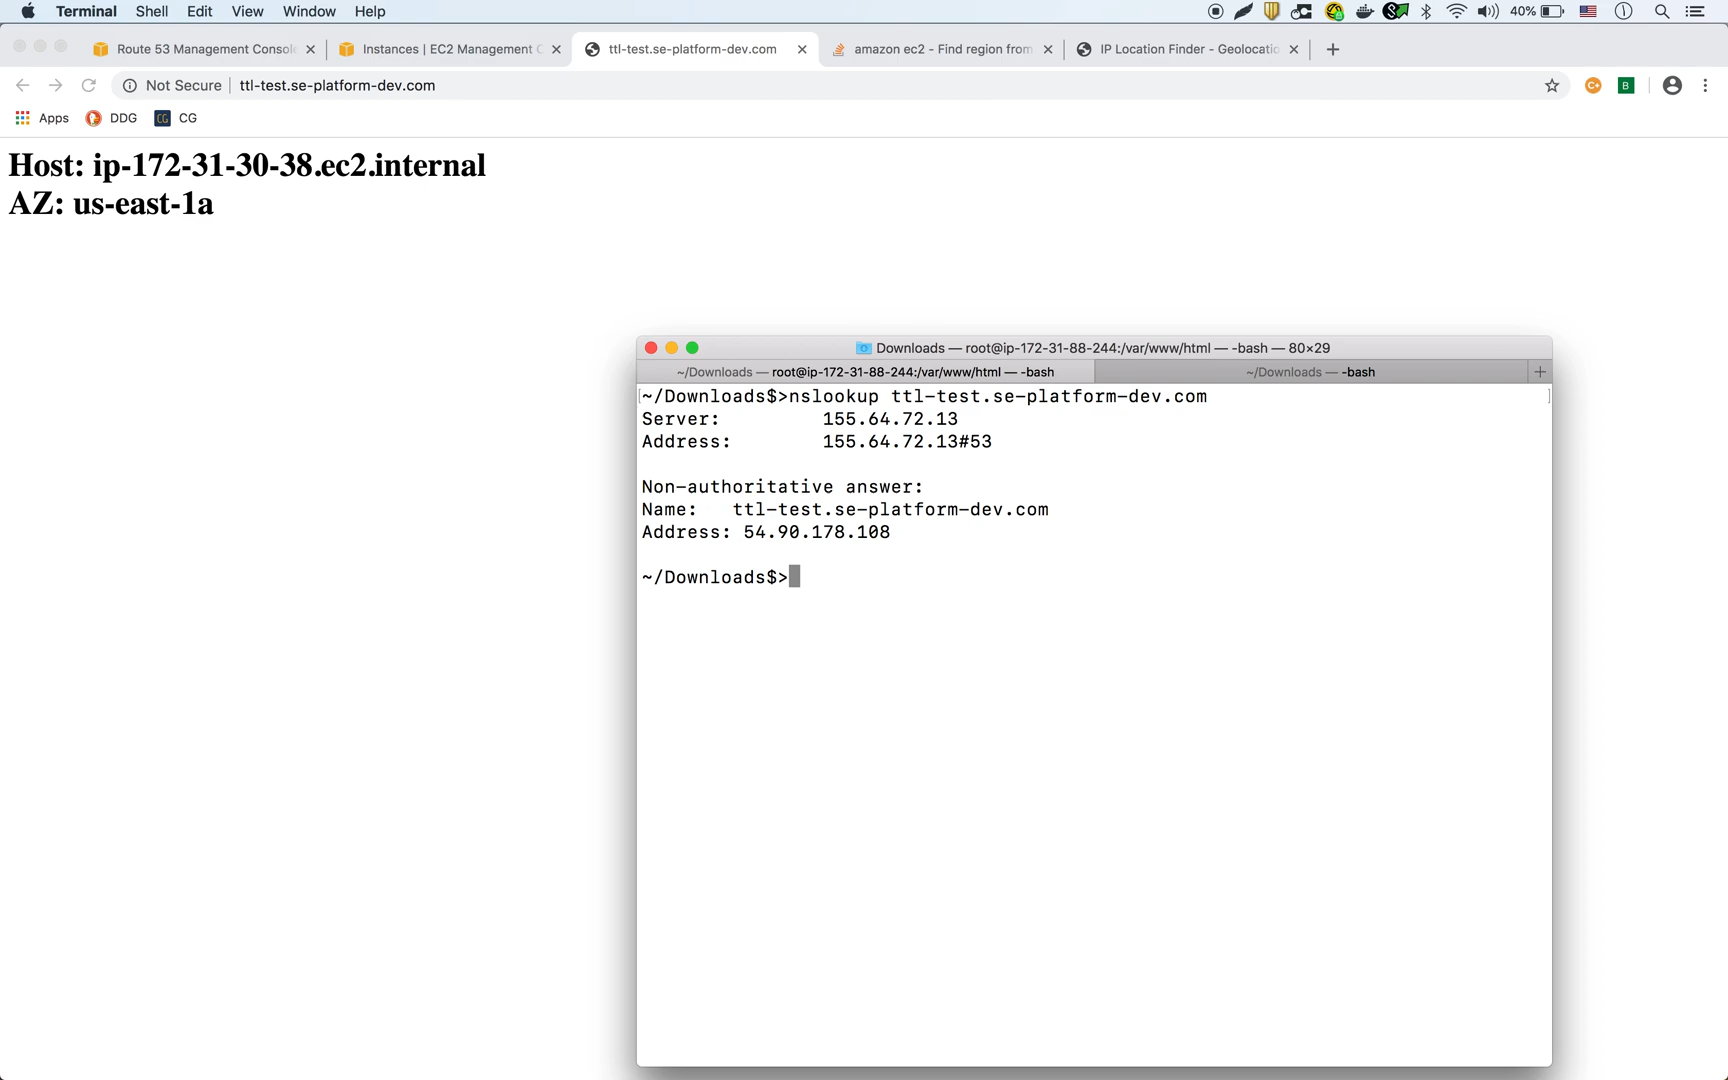 Terminal Shell Edit View Window Help 40%
Route 53 Management Consol
Instances | EC2 Management C
ttl-test.se-platform-dev.com
amazon ec2 - Find region from
IP Location Finder - Geolocatio
Not Secure ttl-test.se-platform-dev.com
Apps DDG CG CG
Host: ip-172-31-30-38.ec2.internal
AZ: us-east-1a
Downloads — root@ip-172-31-88-244:/var/www/html — -bash — 80×29
~/Downloads — root@ip-172-31-88-244:/var/www/html — -bash
~/Downloads — -bash
~/Downloads$>nslookup ttl-test.se-platform-dev.com
Server: 155.64.72.13
Address: 155.64.72.13#53
Non-authoritative answer:
Name: ttl-test.se-platform-dev.com
Address: 54.90.178.108
~/Downloads$>